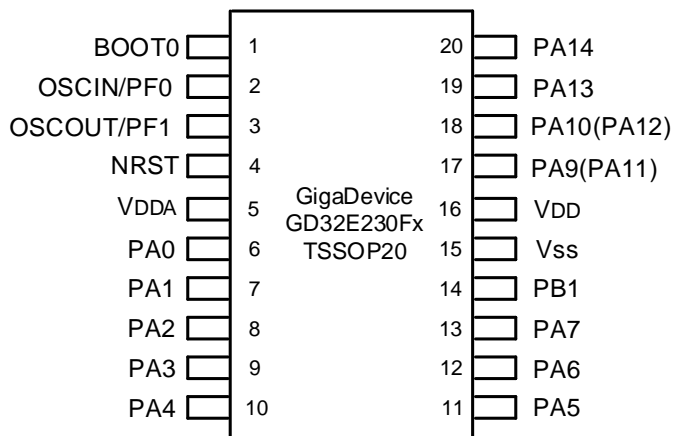 BOOT0 1 20 PA14
OSCIN/PF0 2 19 PA13
OSCOUT/PF1 3 18 PA10(PA12)
NRST 4 17 PA9(PA11)
VDDA 5 16 VDD
PA0 6 15 Vss
PA1 7 14 PB1
PA2 8 13 PA7
PA3 9 12 PA6
PA4 10 11 PA5
GigaDevice
GD32E230Fx
TSSOP20